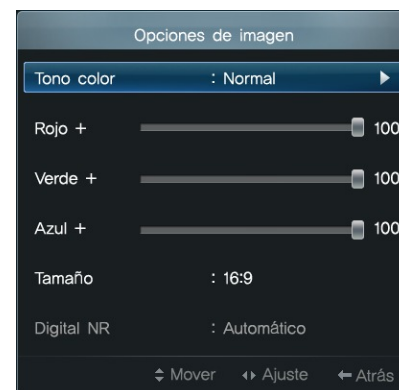 Opciones de imagen
Tono color : Normal
Rojo + 100
Verde + 100
Azul + 100
Tamaño : 16:9
Digital NR : Automático
Mover Ajuste Atrás